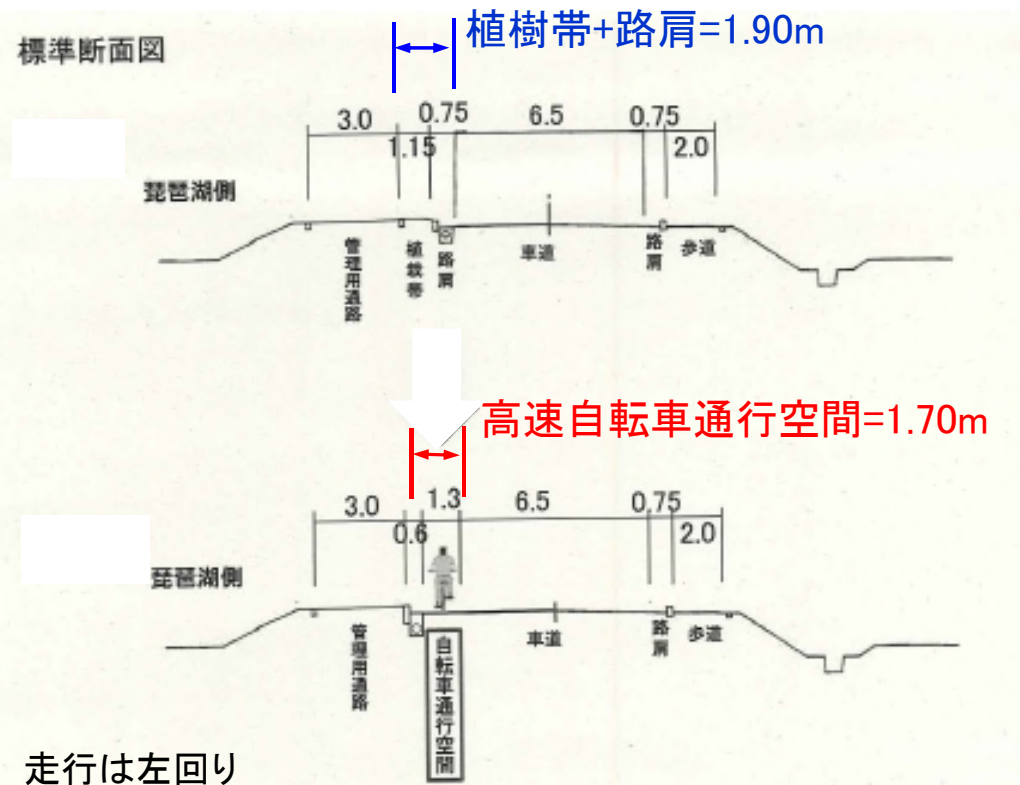 植樹帯+路肩=1.90m
標準断面図
3.0
0.75
6.5
0.75
1.15
2.0
琵琶湖側
管理用通路
植栽帯
路肩
車道
路肩
歩道
高速自転車通行空間=1.70m
3.0
1.3
6.5
0.75
0.6
2.0
琵琶湖側
管理用通路
自転車通行空間
車道
路肩
歩道
走行は左回り